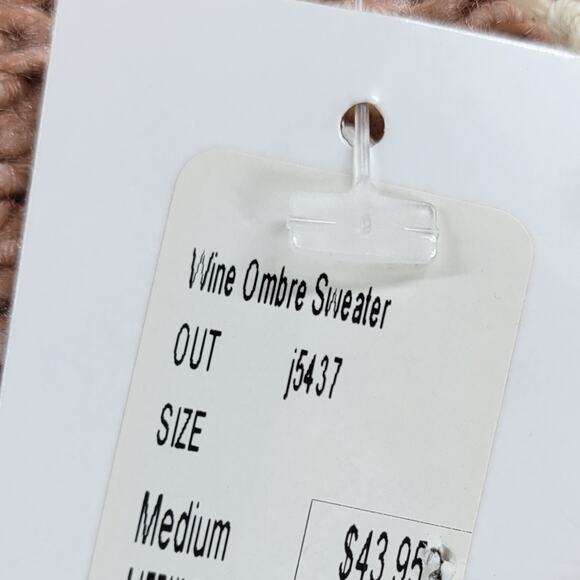 Wine Ombre Sweater
OUT j5437
SIZE
Medium
$43.95